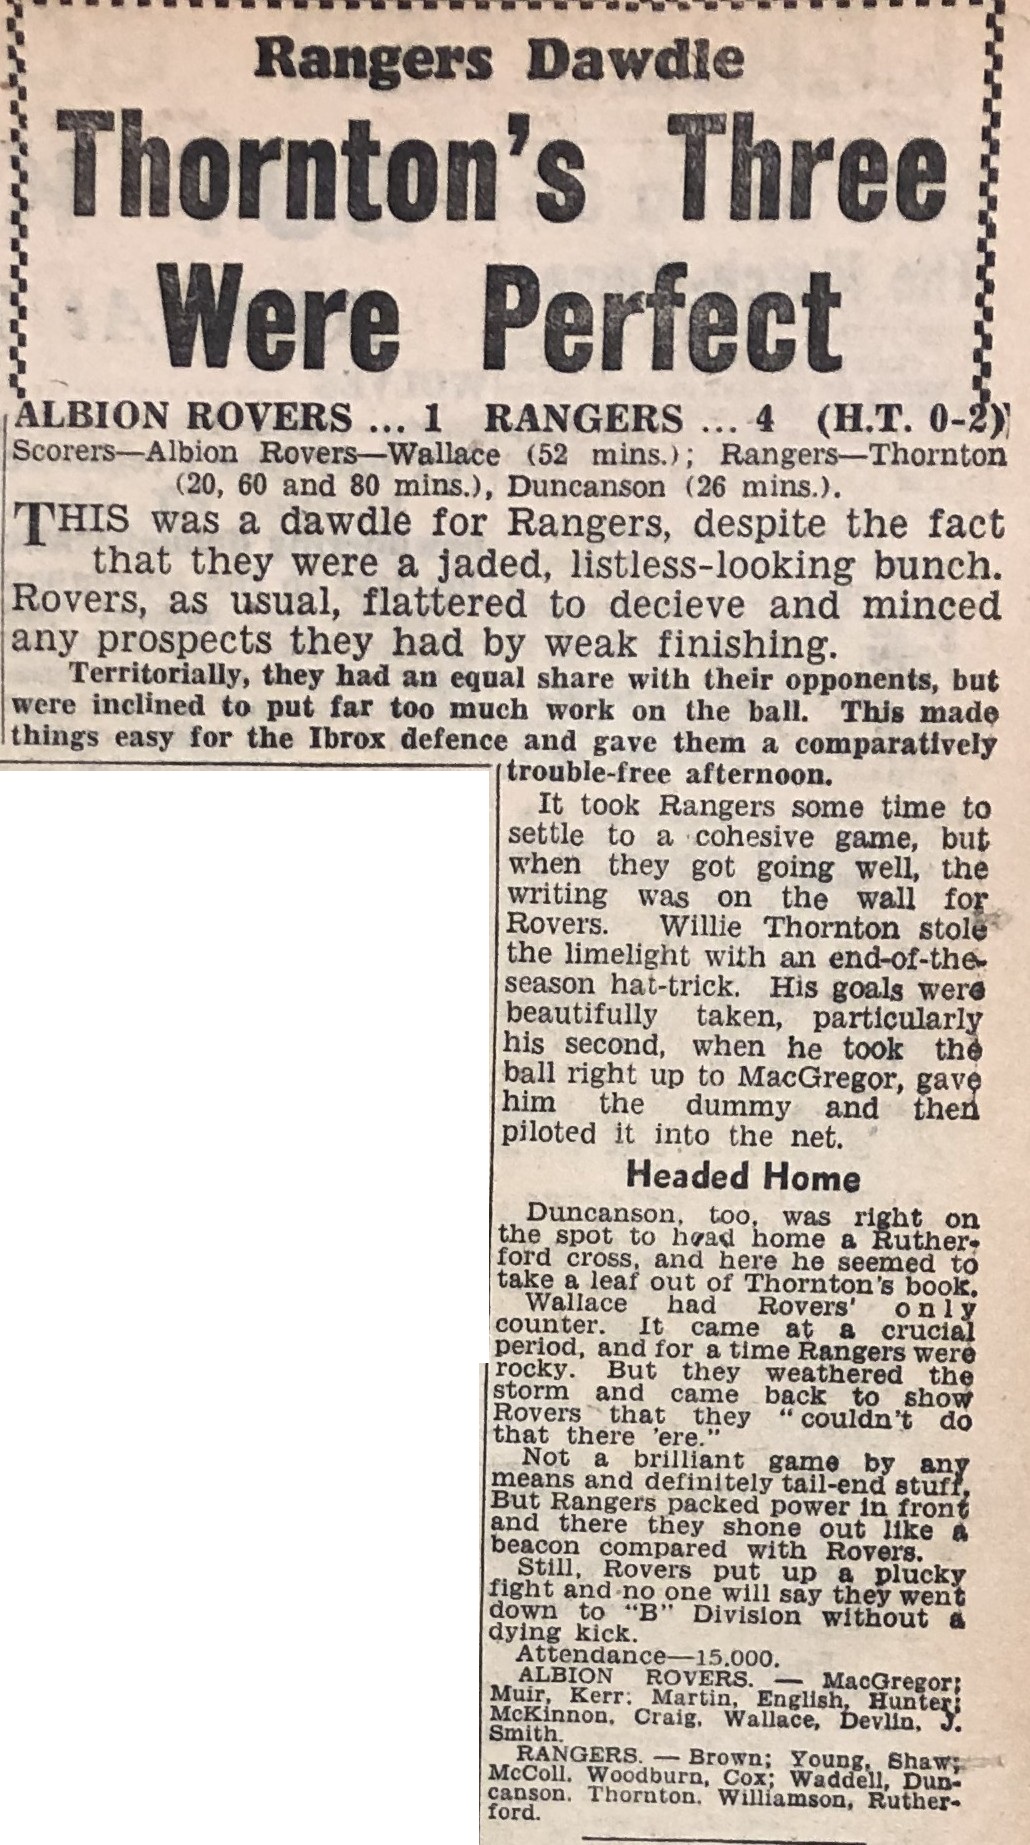 Rangers Dawdle
Thornton's Three
Were Perfect
ALBION ROVERS ... 1 RANGERS ... 4 (H.T. 0-2)
Scorers—Albion Rovers—Wallace (52 mins.); Rangers—Thornton
(20, 60 and 80 mins.), Duncanson (26 mins.).
THIS was a dawdle for Rangers, despite the fact
that they were a jaded, listless-looking bunch.
Rovers, as usual, flattered to decieve and minced
any prospects they had by weak finishing.
Territorially, they had an equal share with their opponents, but
were inclined to put far too much work on the ball. This made
things easy for the Ibrox defence and gave them a comparatively
trouble-free afternoon.
It took Rangers some time to
settle to a cohesive game, but
when they got going well, the
writing was on the wall for
Rovers. Willie Thornton stole
the limelight with an end-of-the-
season hat-trick. His goals were
beautifully taken, particularly
his second, when he took the
ball right up to MacGregor, gave
him the dummy and then
piloted it into the net.
Headed Home
Duncanson, too, was right on
the spot to head home a Ruther-
ford cross, and here he seemed to
take a leaf out of Thornton's book.
Wallace had Rovers' only
counter. It came at a crucial
period, and for a time Rangers were
rocky. But they weathered the
storm and came back to show
Rovers that they "couldn't do
that there 'ere."
Not a brilliant game by any
means and definitely tail-end stuff.
But Rangers packed power in front
and there they shone out like a
beacon compared with Rovers.
Still, Rovers put up a plucky
fight and no one will say they went
down to "B" Division without a
dying kick.
Attendance—15.000.
ALBION ROVERS. — MacGregor;
Muir, Kerr; Martin, English, Hunter;
McKinnon, Craig, Wallace, Devlin, J.
Smith.
RANGERS. — Brown; Young, Shaw;
McColl, Woodburn, Cox; Waddell, Dun-
canson, Thornton, Williamson, Ruther-
ford.